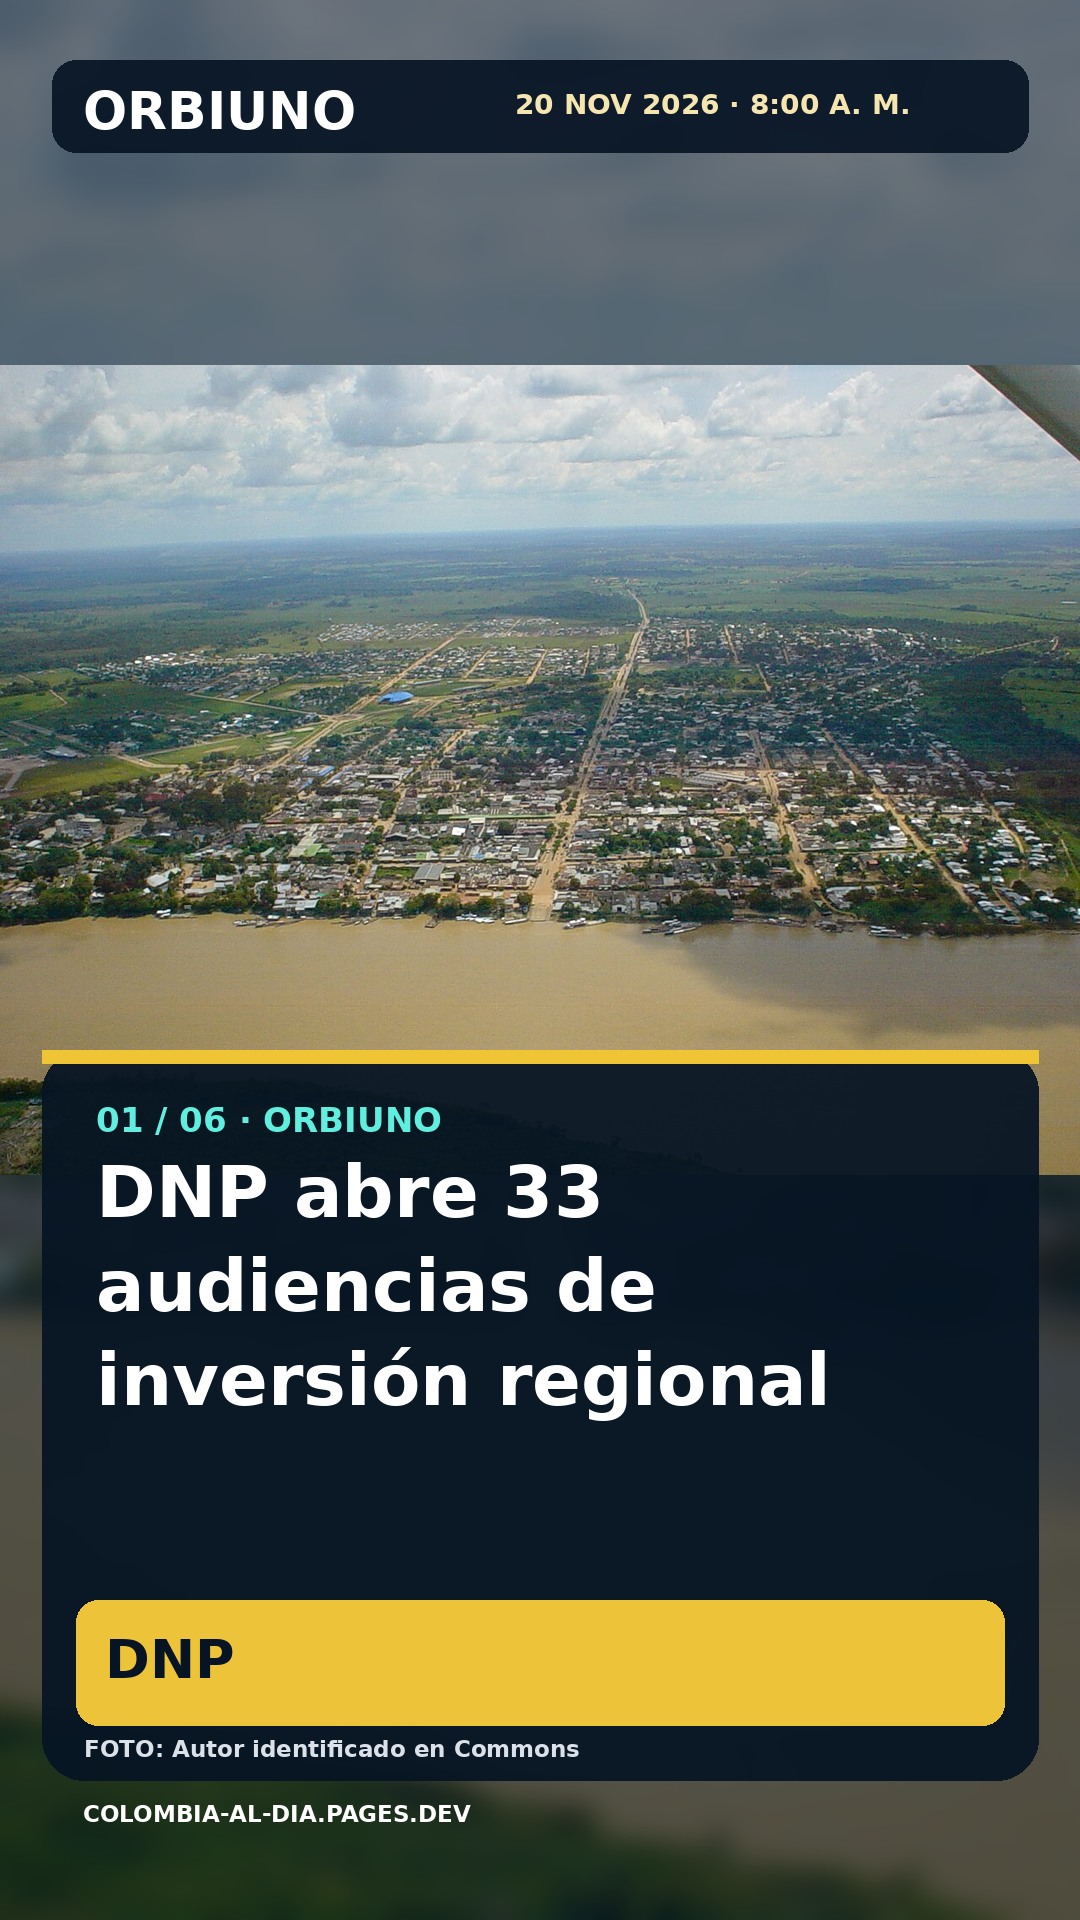 ORBIUNO
20 NOV 2026 · 8:00 A. M.
01 / 06 · ORBIUNO
DNP abre 33
audiencias de
inversión regional
DNP
FOTO: Autor identificado en Commons
COLOMBIA-AL-DIA.PAGES.DEV